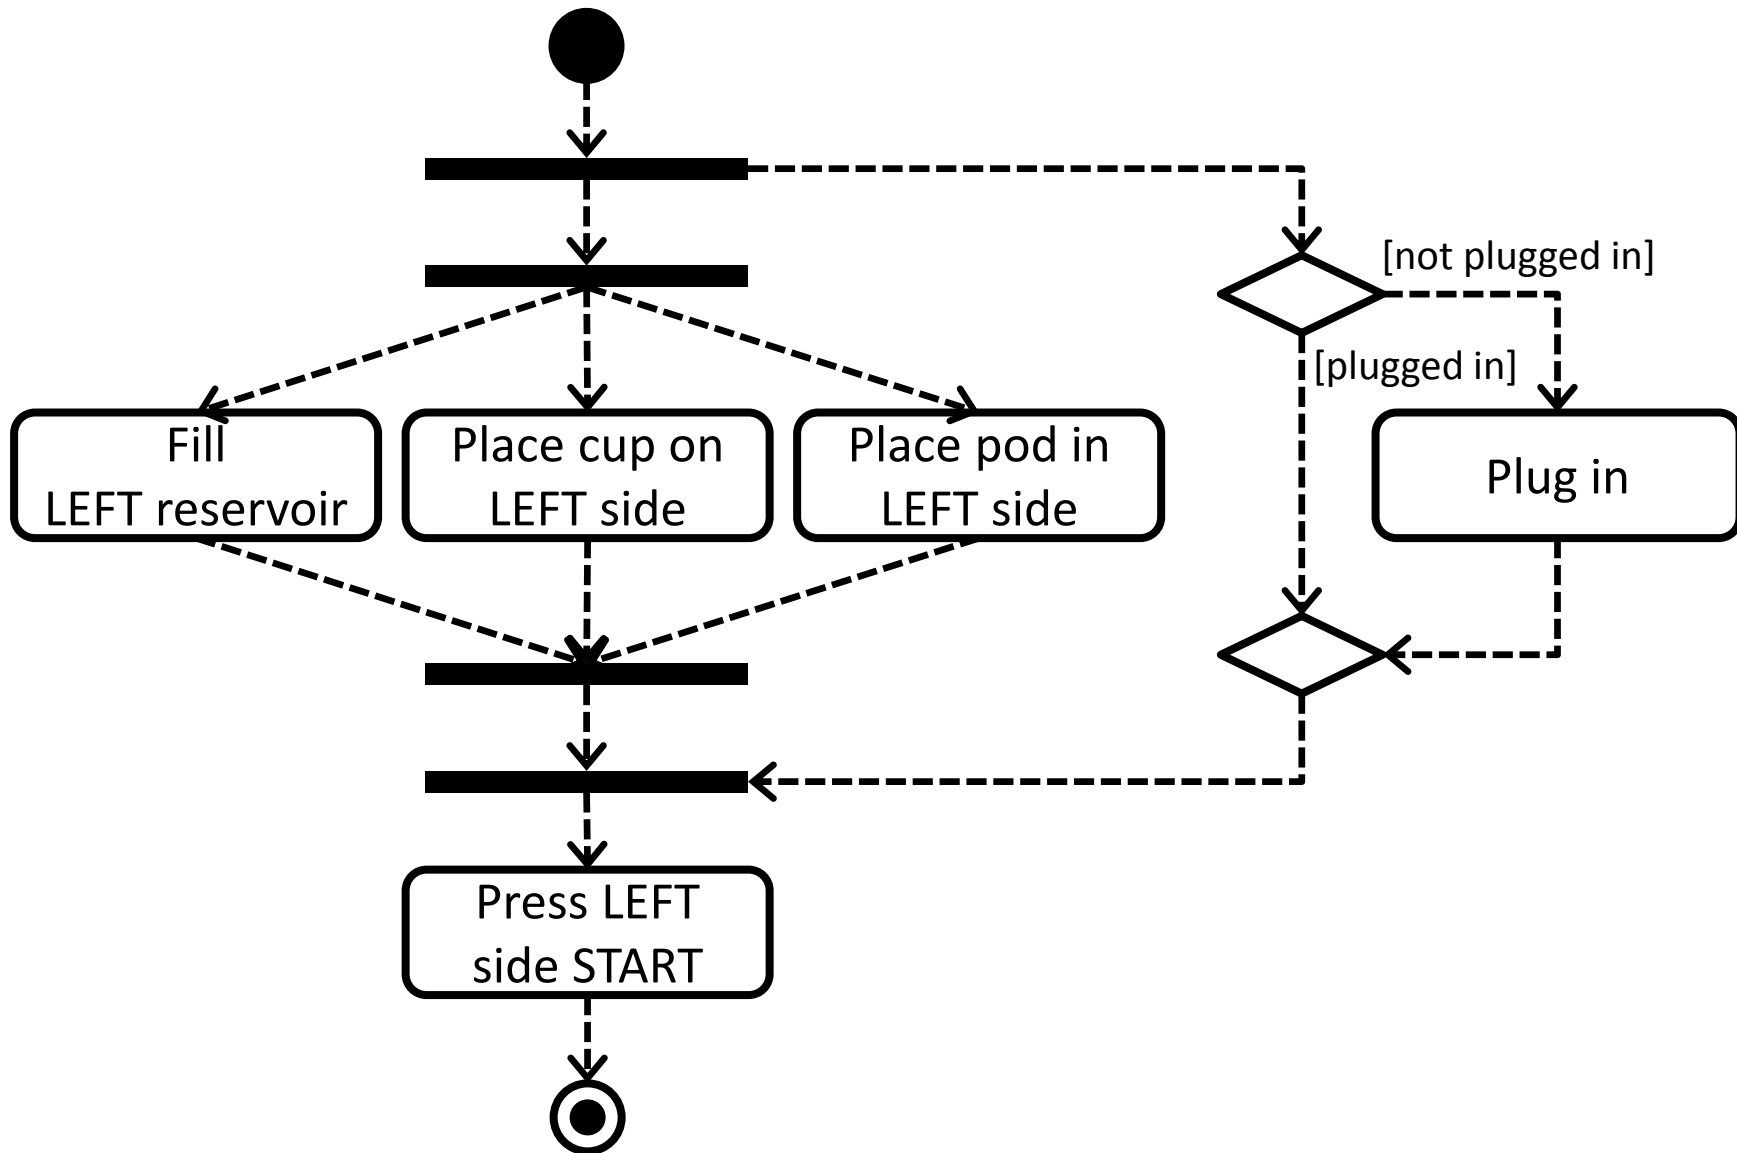 [not plugged in]
[plugged in]
Fill
LEFT reservoir
Place cup on
LEFT side
Place pod in
LEFT side
Plug in
Press LEFT
side START